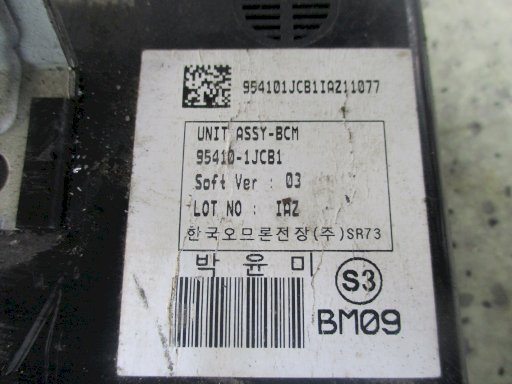 954101JCB1IAZ11077
UNIT ASSY-BCM
95410-1JCB1
Soft Ver : 03
LOT NO : IAZ
한국오므론전장(주)SR73
박 윤 미
S3
BM09